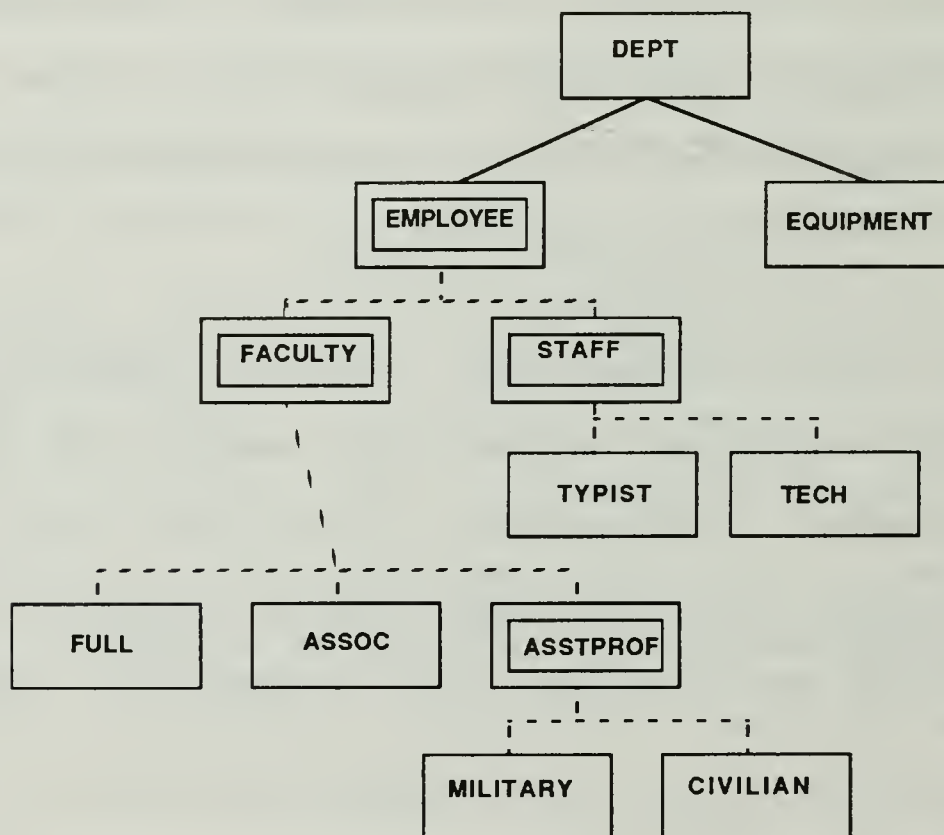 DEPT
EMPLOYEE
EQUIPMENT
FACULTY
STAFF
TYPIST
TECH
FULL
ASSOC
ASSTPROF
MILITARY
CIVILIAN